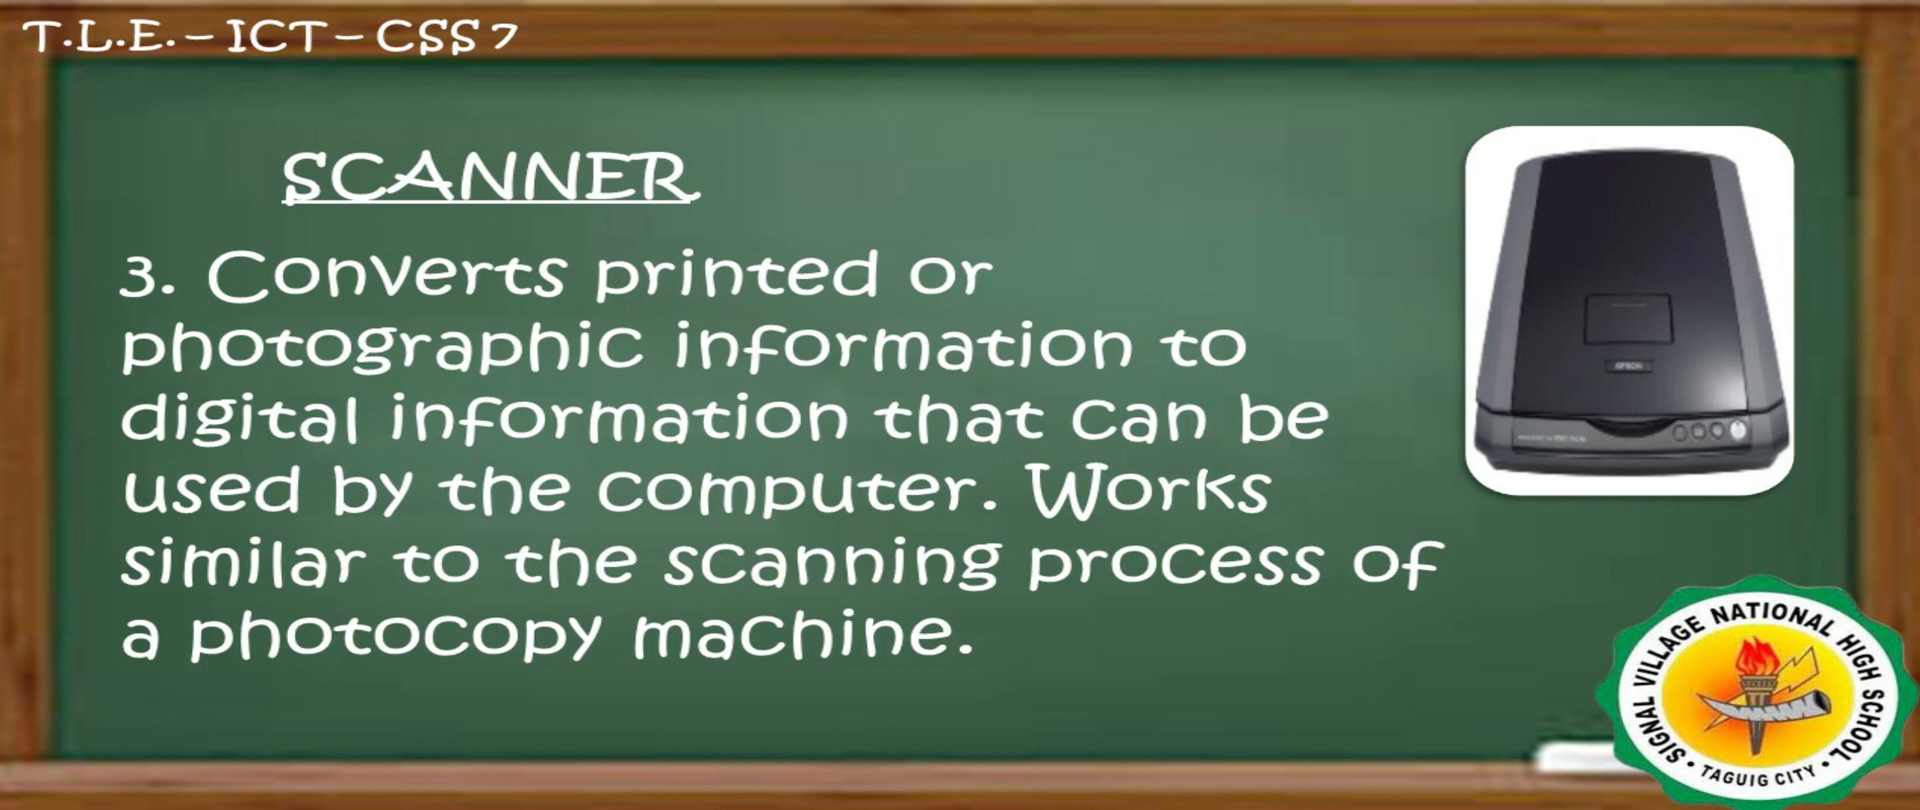 T.L.E. – ICT – CSS 7
SCANNER
3. Converts printed or
photographic information to
digital information that can be
used by the computer. Works
similar to the scanning process of
a photocopy machine.
EPSON
SIGNAL VILLAGE NATIONAL HIGH SCHOOL
• TAGUIG CITY •